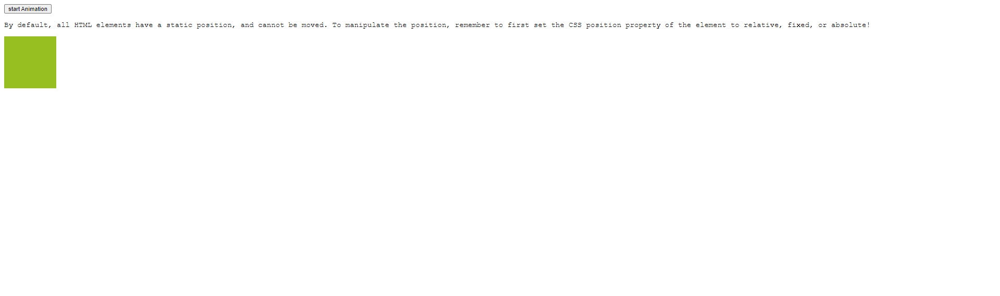 start Animation
By default, all HTML elements have a static position, and cannot be moved. To manipulate the position, remember to first set the CSS position property of the element to relative, fixed, or absolute!